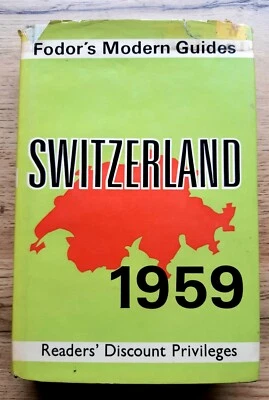 Fodor's Modern Guides
SWITZERLAND
1959
Readers' Discount Privileges